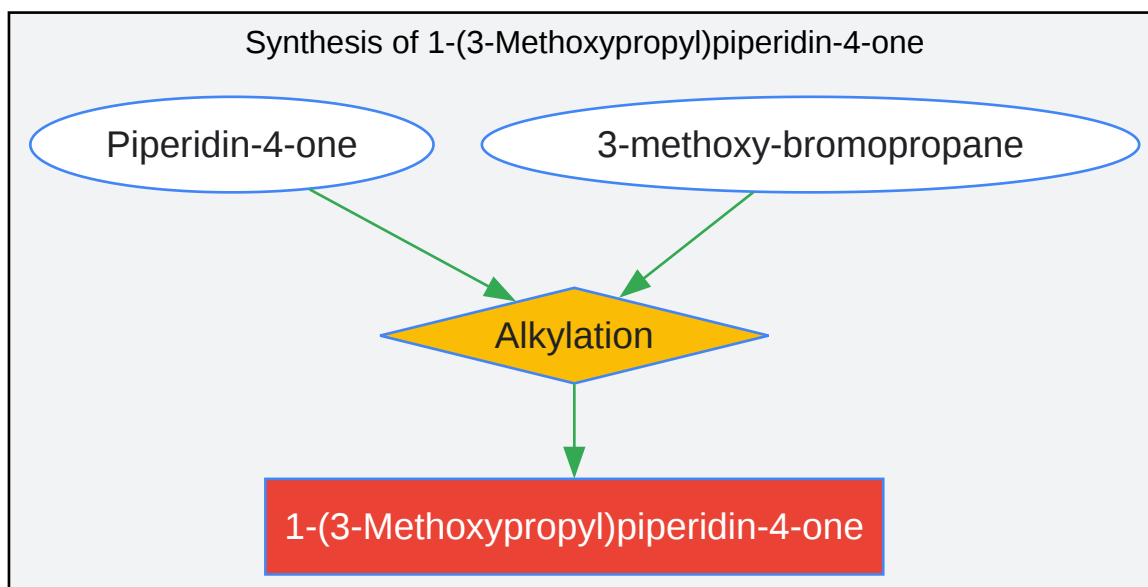 Synthesis of 1-(3-Methoxypropyl)piperidin-4-one
Piperidin-4-one
3-methoxy-bromopropane
Alkylation
1-(3-Methoxypropyl)piperidin-4-one